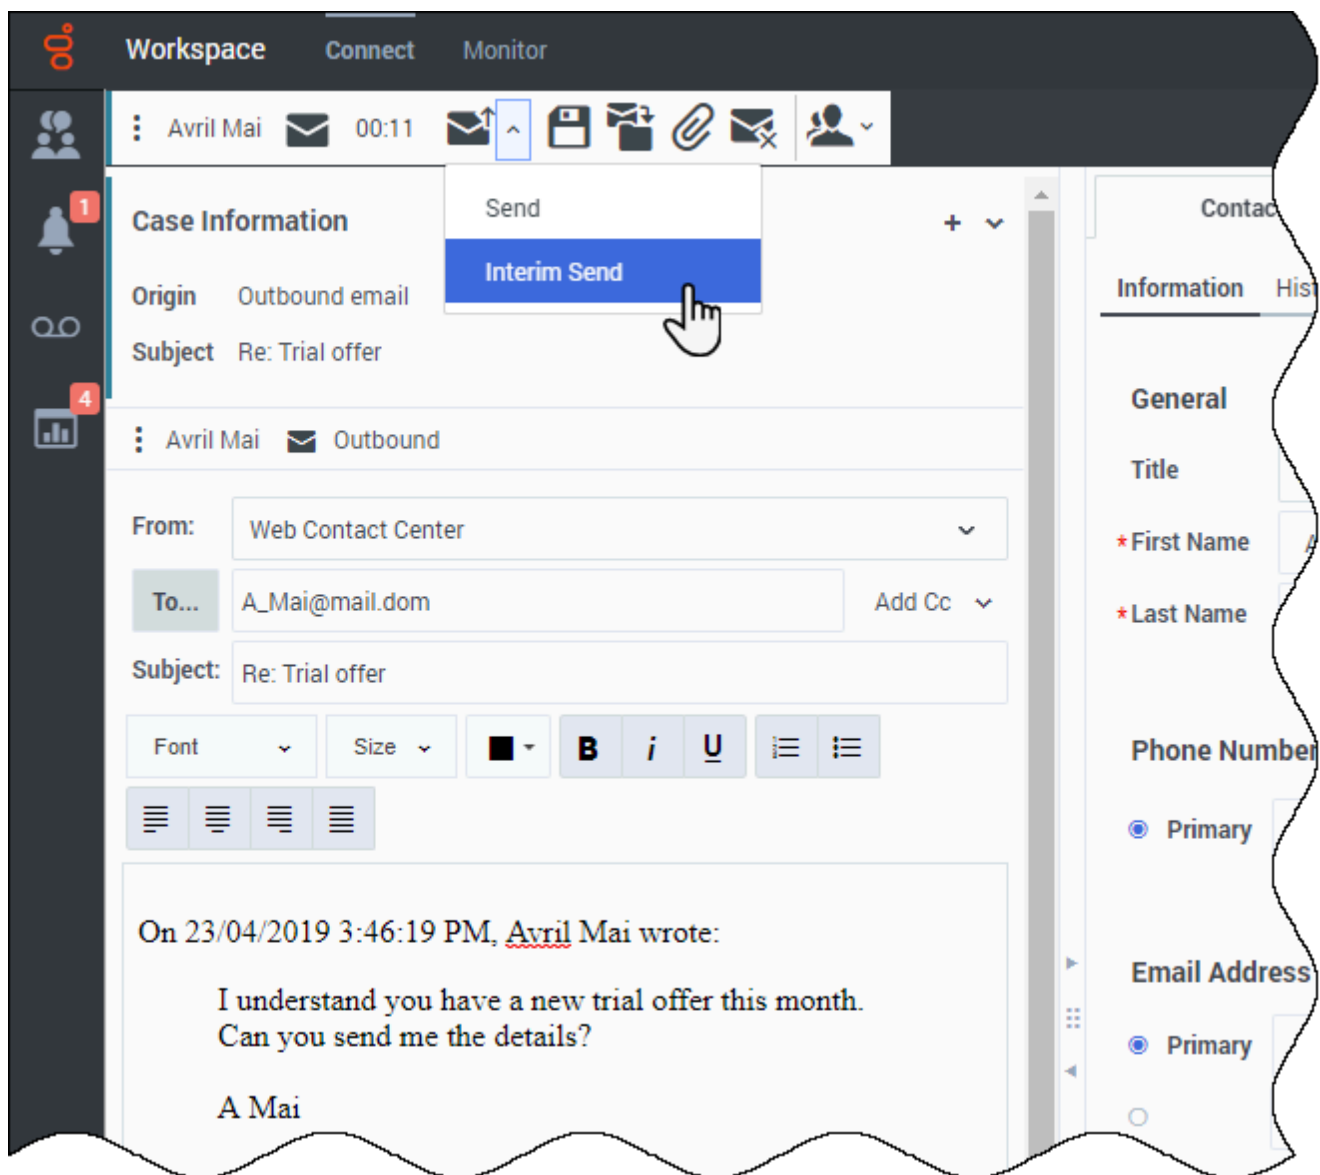 Workspace Connect Monitor
Avril Mai 00:11
1
4
Send
Interim Send
Case Information
Origin Outbound email
Subject Re: Trial offer
Avril Mai Outbound
From: Web Contact Center
To... A_Mai@mail.dom Add Cc
Subject: Re: Trial offer
Font Size B i U
On 23/04/2019 3:46:19 PM, Avril Mai wrote:
I understand you have a new trial offer this month.
Can you send me the details?
A Mai
Contac
Information Hist
General
Title
*First Name A
*Last Name
Phone Number
Primary
Email Address
Primary